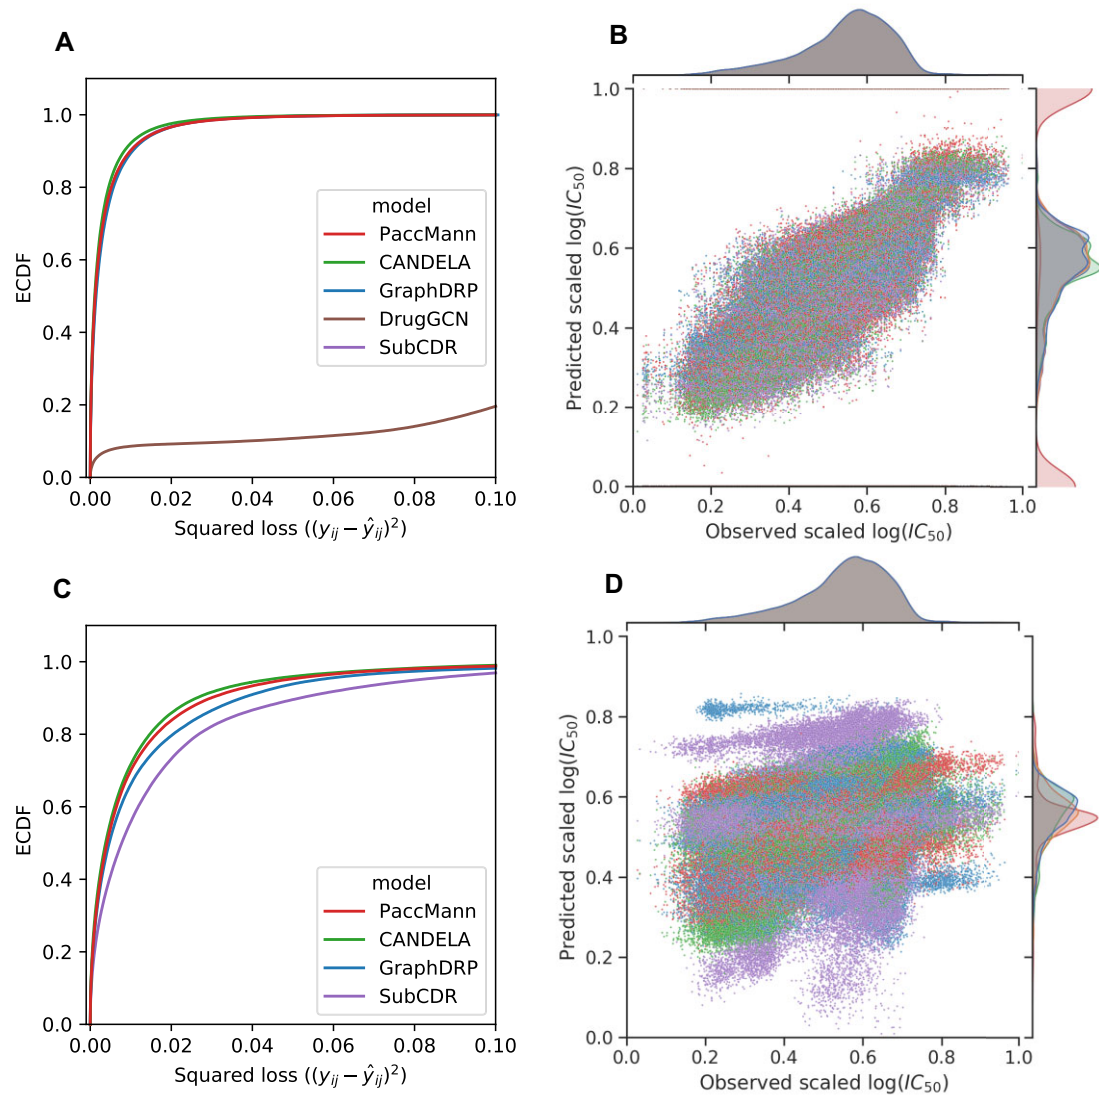 A
ECDF
1.0
0.8
0.6
0.4
0.2
0.0
0.00 0.02 0.04 0.06 0.08 0.10
Squared loss ((y_ij − ŷ_ij)²)
model
PaccMann
CANDELA
GraphDRP
DrugGCN
SubCDR
B
Predicted scaled log(IC₅₀)
1.0
0.8
0.6
0.4
0.2
0.0
0.0 0.2 0.4 0.6 0.8 1.0
Observed scaled log(IC₅₀)
C
ECDF
1.0
0.8
0.6
0.4
0.2
0.0
0.00 0.02 0.04 0.06 0.08 0.10
Squared loss ((y_ij − ŷ_ij)²)
model
PaccMann
CANDELA
GraphDRP
SubCDR
D
Predicted scaled log(IC₅₀)
1.0
0.8
0.6
0.4
0.2
0.0
0.0 0.2 0.4 0.6 0.8 1.0
Observed scaled log(IC₅₀)